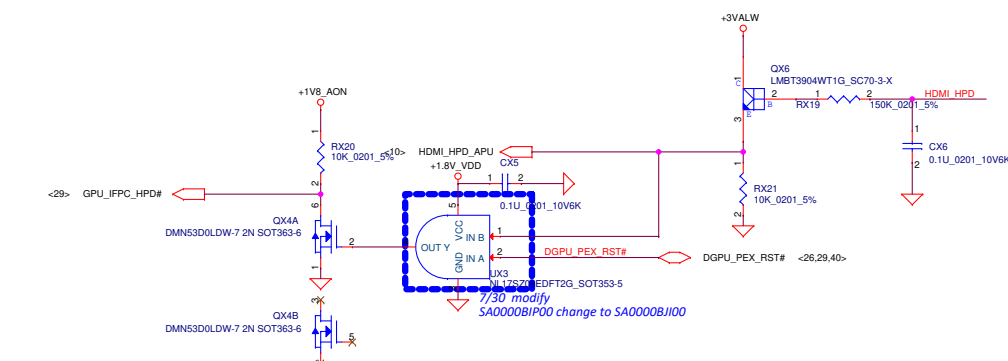 +3VALW
QX6
LMBT3904WT1G_SC70-3-X
1
C
2
B
E
3
1
RX19
2
150K_0201_5%
HDMI_HPD
1
CX6
0.1U_0201_10V6K
2
+1V8_AON
1
RX20
10K_0201_5%
2
<10>
HDMI_HPD_APU
+1.8V_VDD
CX5
1
2
0.1U_0201_10V6K
1
RX21
10K_0201_5%
2
<29>
GPU_IFPC_HPD#
6
QX4A
DMN53D0LDW-7 2N SOT363-6
2
1
5
VCC
OUT Y
GND
IN B
IN A
1
2
DGPU_PEX_RST#
DGPU_PEX_RST#
<26,29,40>
UX3
7/30 modify
SA0000BIP00 change to SA0000BJI00
3
QX4B
DMN53D0LDW-7 2N SOT363-6
5